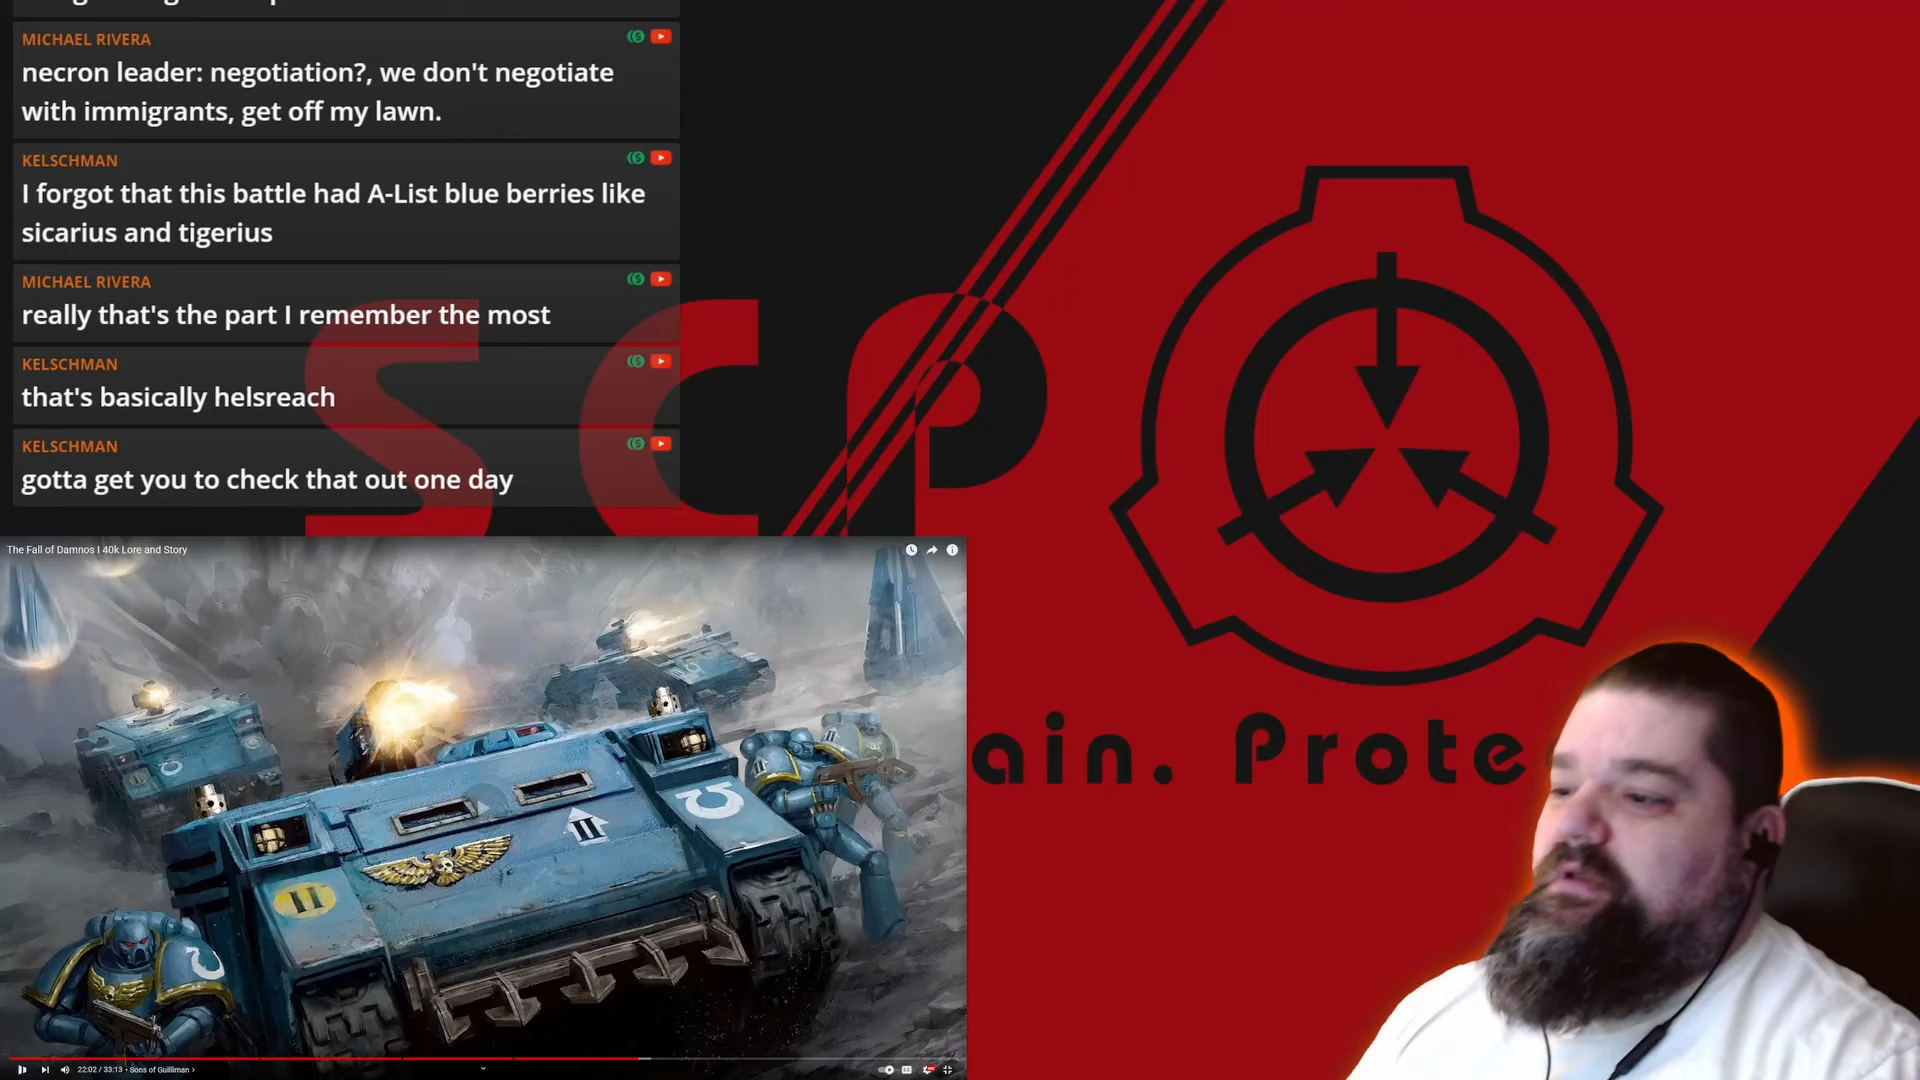 MICHAEL RIVERA
necron leader: negotiation?, we don't negotiate
with immigrants, get off my lawn.
KELSCHMAN
I forgot that this battle had A-List blue berries like
sicarius and tigerius
MICHAEL RIVERA
really that's the part I remember the most
KELSCHMAN
that's basically helsreach
KELSCHMAN
gotta get you to check that out one day
SCP
The Fall of Damnos I 40k Lore and Story
II
II
ain. Prote
22:02 / 33:13 • Sons of Guilliman >